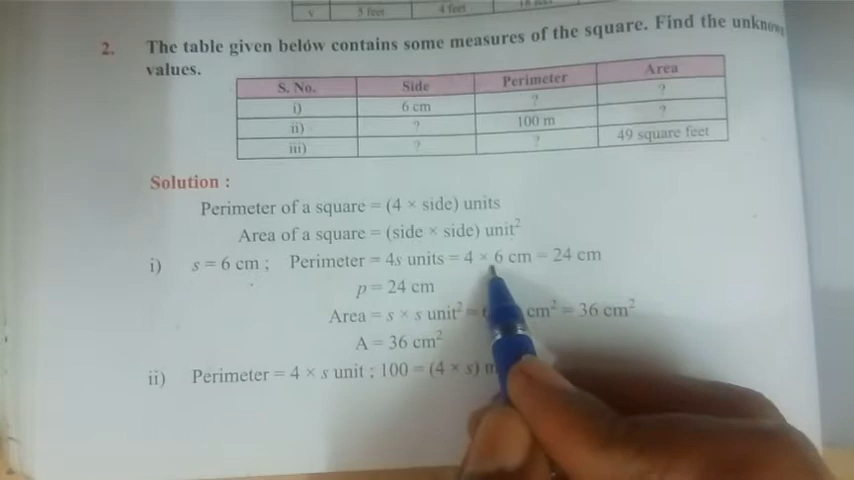 v 5 feet 4 feet
2. The table given below contains some measures of the square. Find the unknown
values.
S. No. Side Perimeter Area
i) 6 cm ? ?
ii) ? 100 m ?
iii) ? ? 49 square feet
Solution :
Perimeter of a square = (4 × side) units
Area of a square = (side × side) unit²
i) s = 6 cm ; Perimeter = 4s units = 4 × 6 cm = 24 cm
p = 24 cm
Area = s × s unit² = cm² = 36 cm²
A = 36 cm²
ii) Perimeter = 4 × s unit ; 100 = (4 × s) m